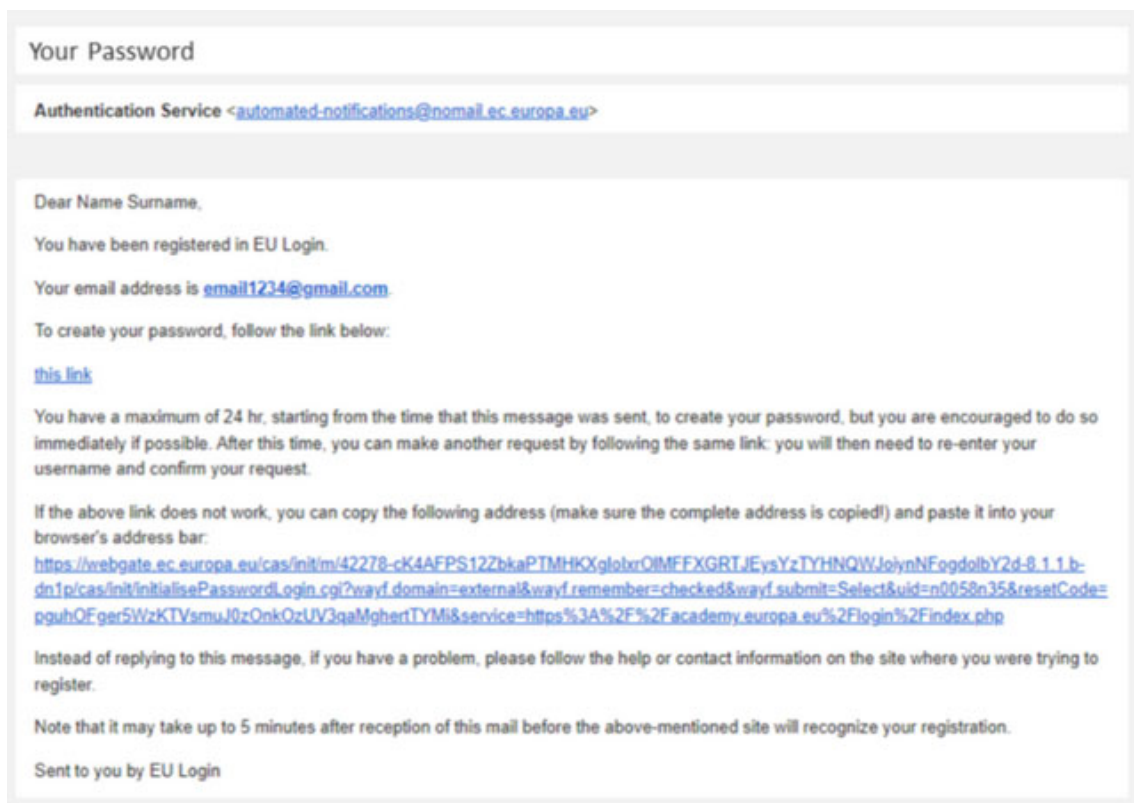 Your Password
Authentication Service <automated-notifications@nomail.ec.europa.eu>
Dear Name Surname,
You have been registered in EU Login.
Your email address is email1234@gmail.com.
To create your password, follow the link below:
this link
You have a maximum of 24 hr, starting from the time that this message was sent, to create your password, but you are encouraged to do so
immediately if possible. After this time, you can make another request by following the same link: you will then need to re-enter your
username and confirm your request.
If the above link does not work, you can copy the following address (make sure the complete address is copied!) and paste it into your
browser's address bar:
https://webgate.ec.europa.eu/cas/init/m/42278-cK4AFPS12ZbkaPTMHKXglolxrOlMFFXGRTJEysYzTYHNQWJoiynNFogdolbY2d-8.1.1.b-
dn1p/cas/init/initialisePasswordLogin.cgi?wayf.domain=external&wayf.remember=checked&wayf.submit=Select&uid=n0058n35&resetCode=
pguhOFger5WzKTVsmuJ0zOnkOzUV3qaMghertTYMi&service=https%3A%2F%2Facademy.europa.eu%2Flogin%2Findex.php
Instead of replying to this message, if you have a problem, please follow the help or contact information on the site where you were trying to
register.
Note that it may take up to 5 minutes after reception of this mail before the above-mentioned site will recognize your registration.
Sent to you by EU Login